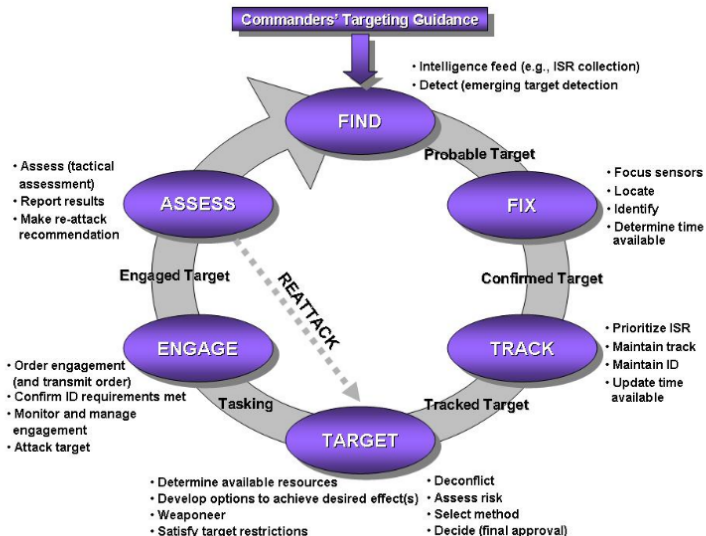 Commanders' Targeting Guidance
• Intelligence feed (e.g., ISR collection)
• Detect (emerging target detection
FIND
Probable Target
• Focus sensors
• Locate
• Identify
• Determine time
available
FIX
Confirmed Target
• Prioritize ISR
• Maintain track
• Maintain ID
• Update time
available
TRACK
Tracked Target
TARGET
• Determine available resources
• Develop options to achieve desired effect(s)
• Weaponeer
• Satisfy target restrictions
• Deconflict
• Assess risk
• Select method
• Decide (final approval)
Tasking
ENGAGE
• Order engagement
(and transmit order)
• Confirm ID requirements met
• Monitor and manage
engagement
• Attack target
Engaged Target
ASSESS
• Assess (tactical
assessment)
• Report results
• Make re-attack
recommendation
REATTACK